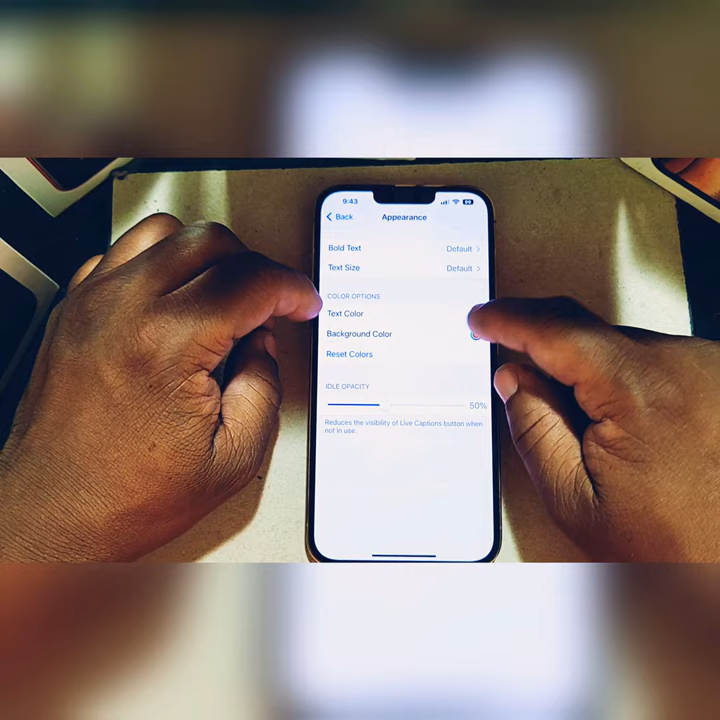 9:43
Back
Appearance
Bold Text Default
Text Size Default
COLOR OPTIONS
Text Color
Background Color
Reset Colors
IDLE OPACITY
50%
Reduces the visibility of Live Captions button when
not in use.